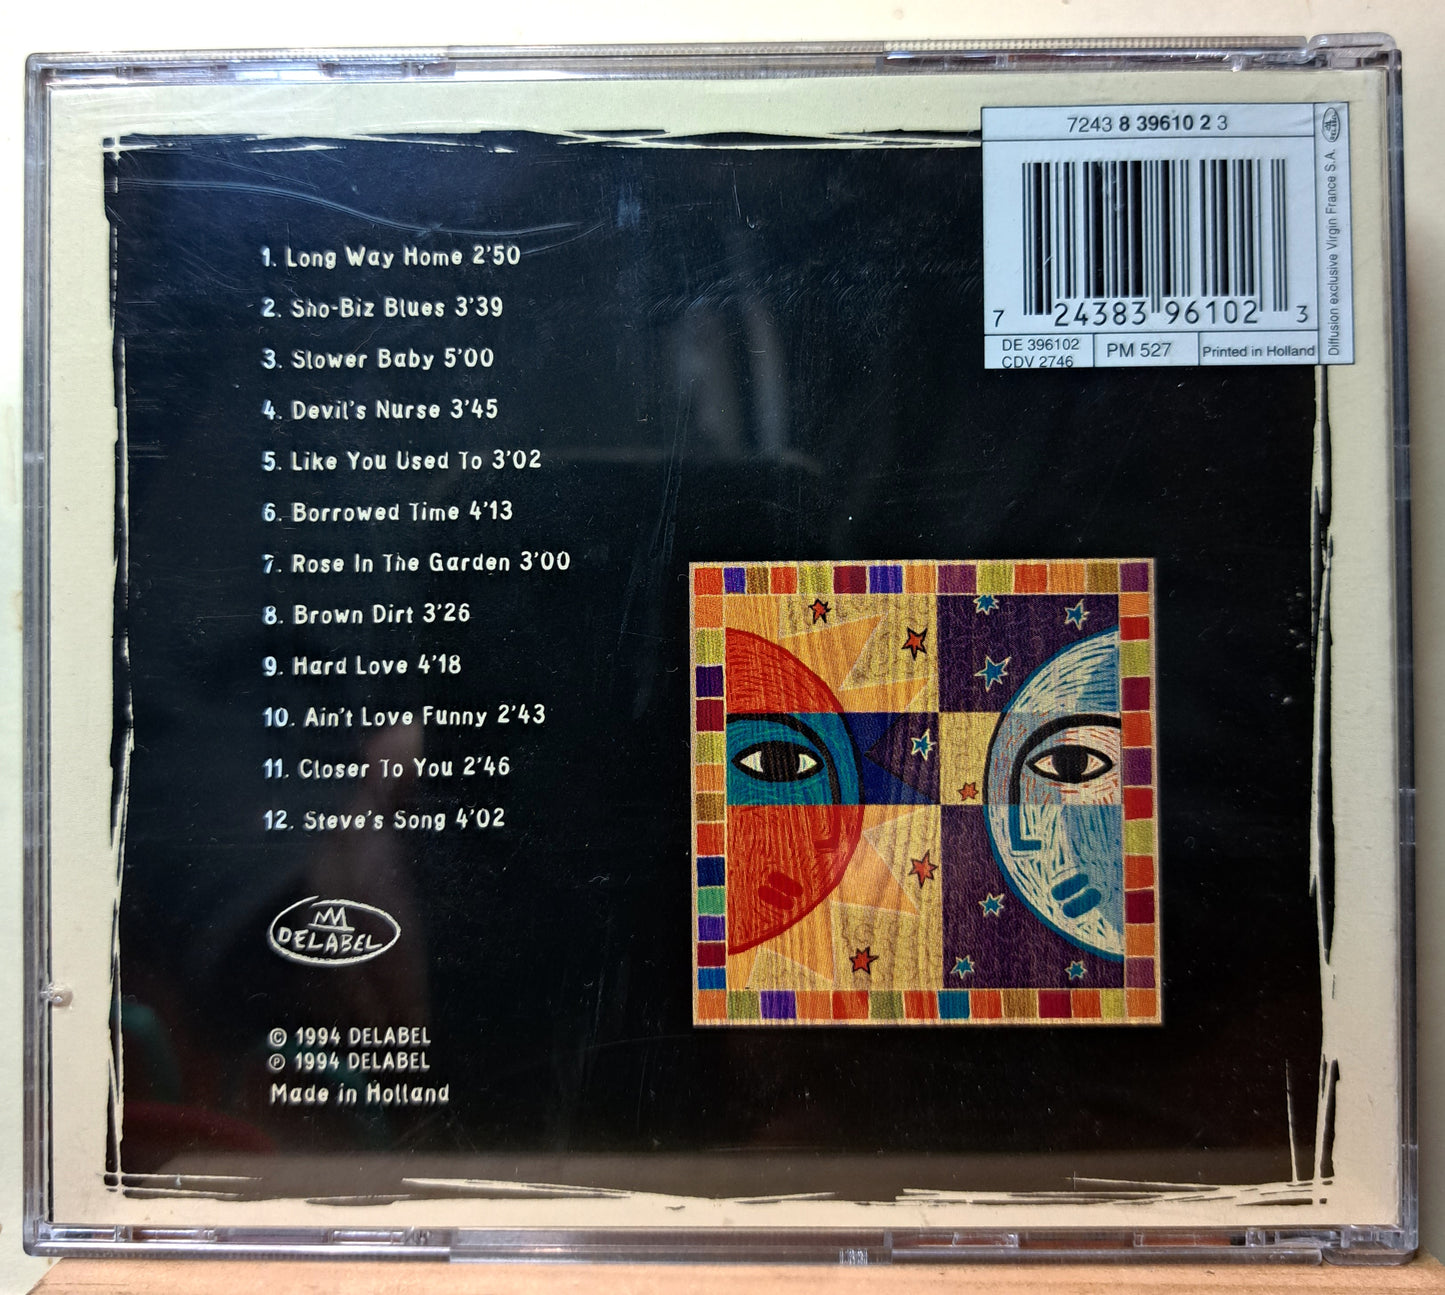 7243 8 39610 2 3
7 24383 96102 3
DE 396102
CDV 2746
PM 527
Printed in Holland
Diffusion exclusive Virgin France S.A.
1. Long Way Home 2'50
2. Sho-Biz Blues 3'39
3. Slower Baby 5'00
4. Devil's Nurse 3'45
5. Like You Used To 3'02
6. Borrowed Time 4'13
7. Rose In The Garden 3'00
8. Brown Dirt 3'26
9. Hard Love 4'18
10. Ain't Love Funny 2'43
11. Closer To You 2'46
12. Steve's Song 4'02
DELABEL
© 1994 DELABEL
℗ 1994 DELABEL
Made in Holland